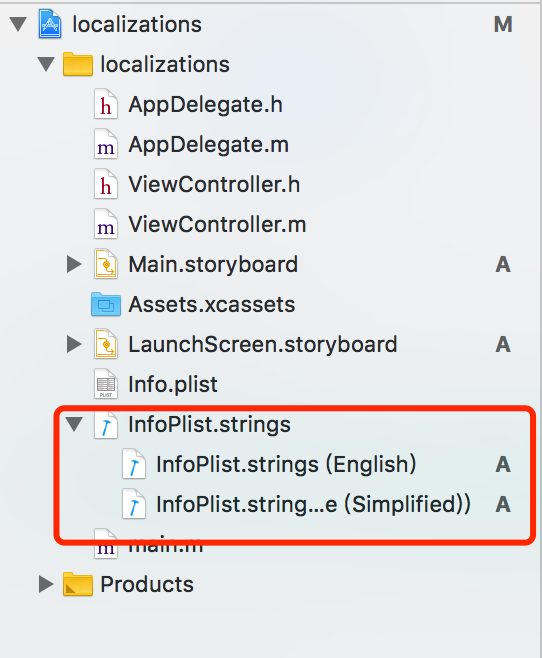 localizations M
localizations
h AppDelegate.h
m AppDelegate.m
h ViewController.h
m ViewController.m
Main.storyboard A
Assets.xcassets
LaunchScreen.storyboard A
PLIST Info.plist
InfoPlist.strings
InfoPlist.strings (English) A
InfoPlist.string...e (Simplified)) A
m main.m
Products